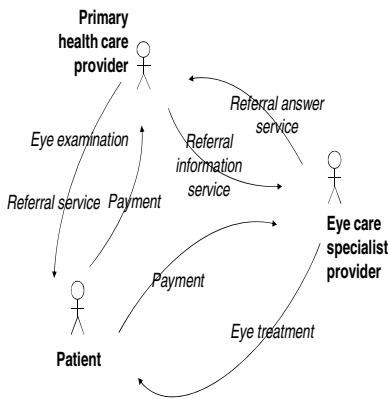 Primary
health care
provider
Referral answer
service
Eye examination
Referral
information
service
Referral service
Payment
Eye care
specialist
provider
Payment
Eye treatment
Patient